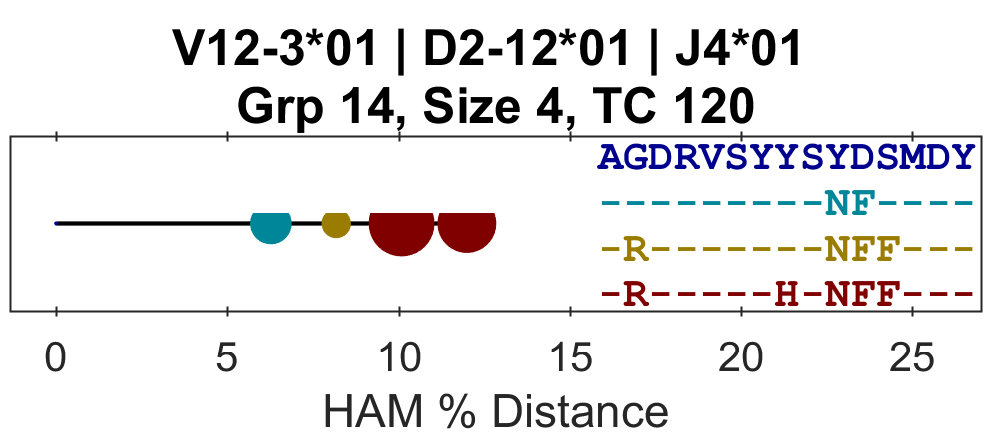 V12-3*01 | D2-12*01 | J4*01
Grp 14, Size 4, TC 120
AGDRVSYYSYDSMDY
---------NF----
-R-------NFF---
-R-----H-NFF---
0 5 10 15 20 25
HAM % Distance